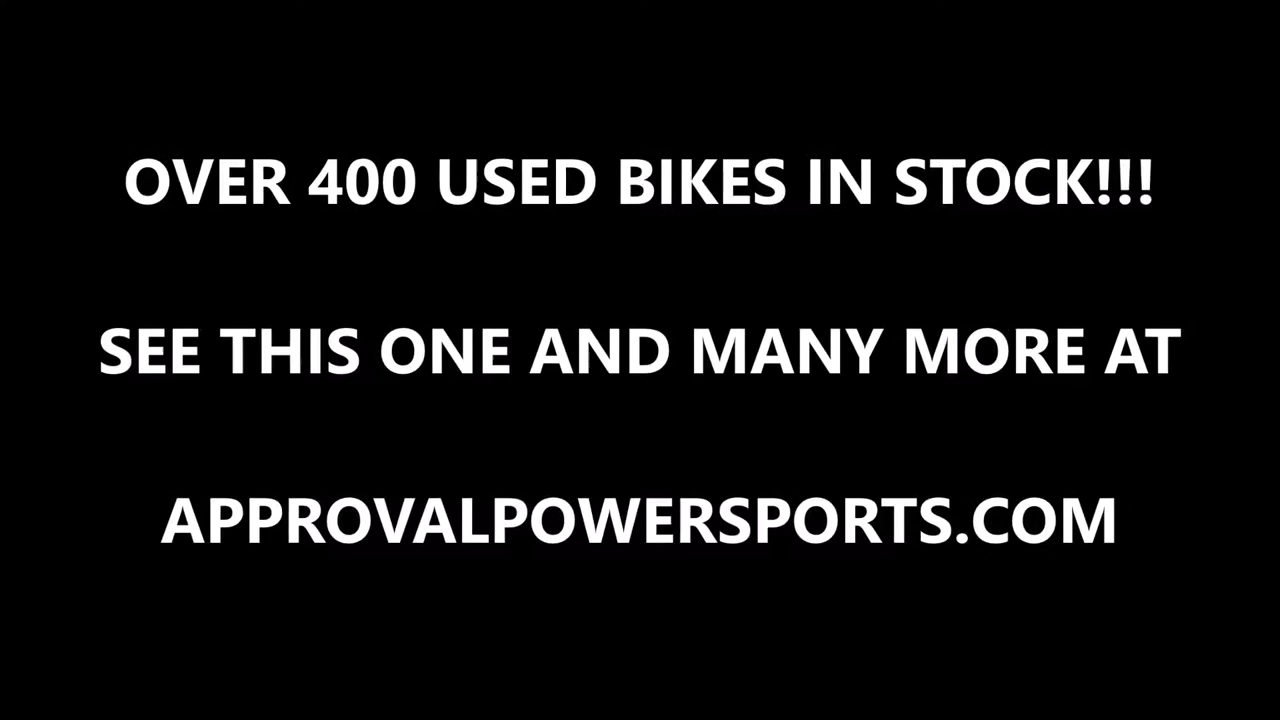 OVER 400 USED BIKES IN STOCK!!!
SEE THIS ONE AND MANY MORE AT
APPROVALPOWERSPORTS.COM